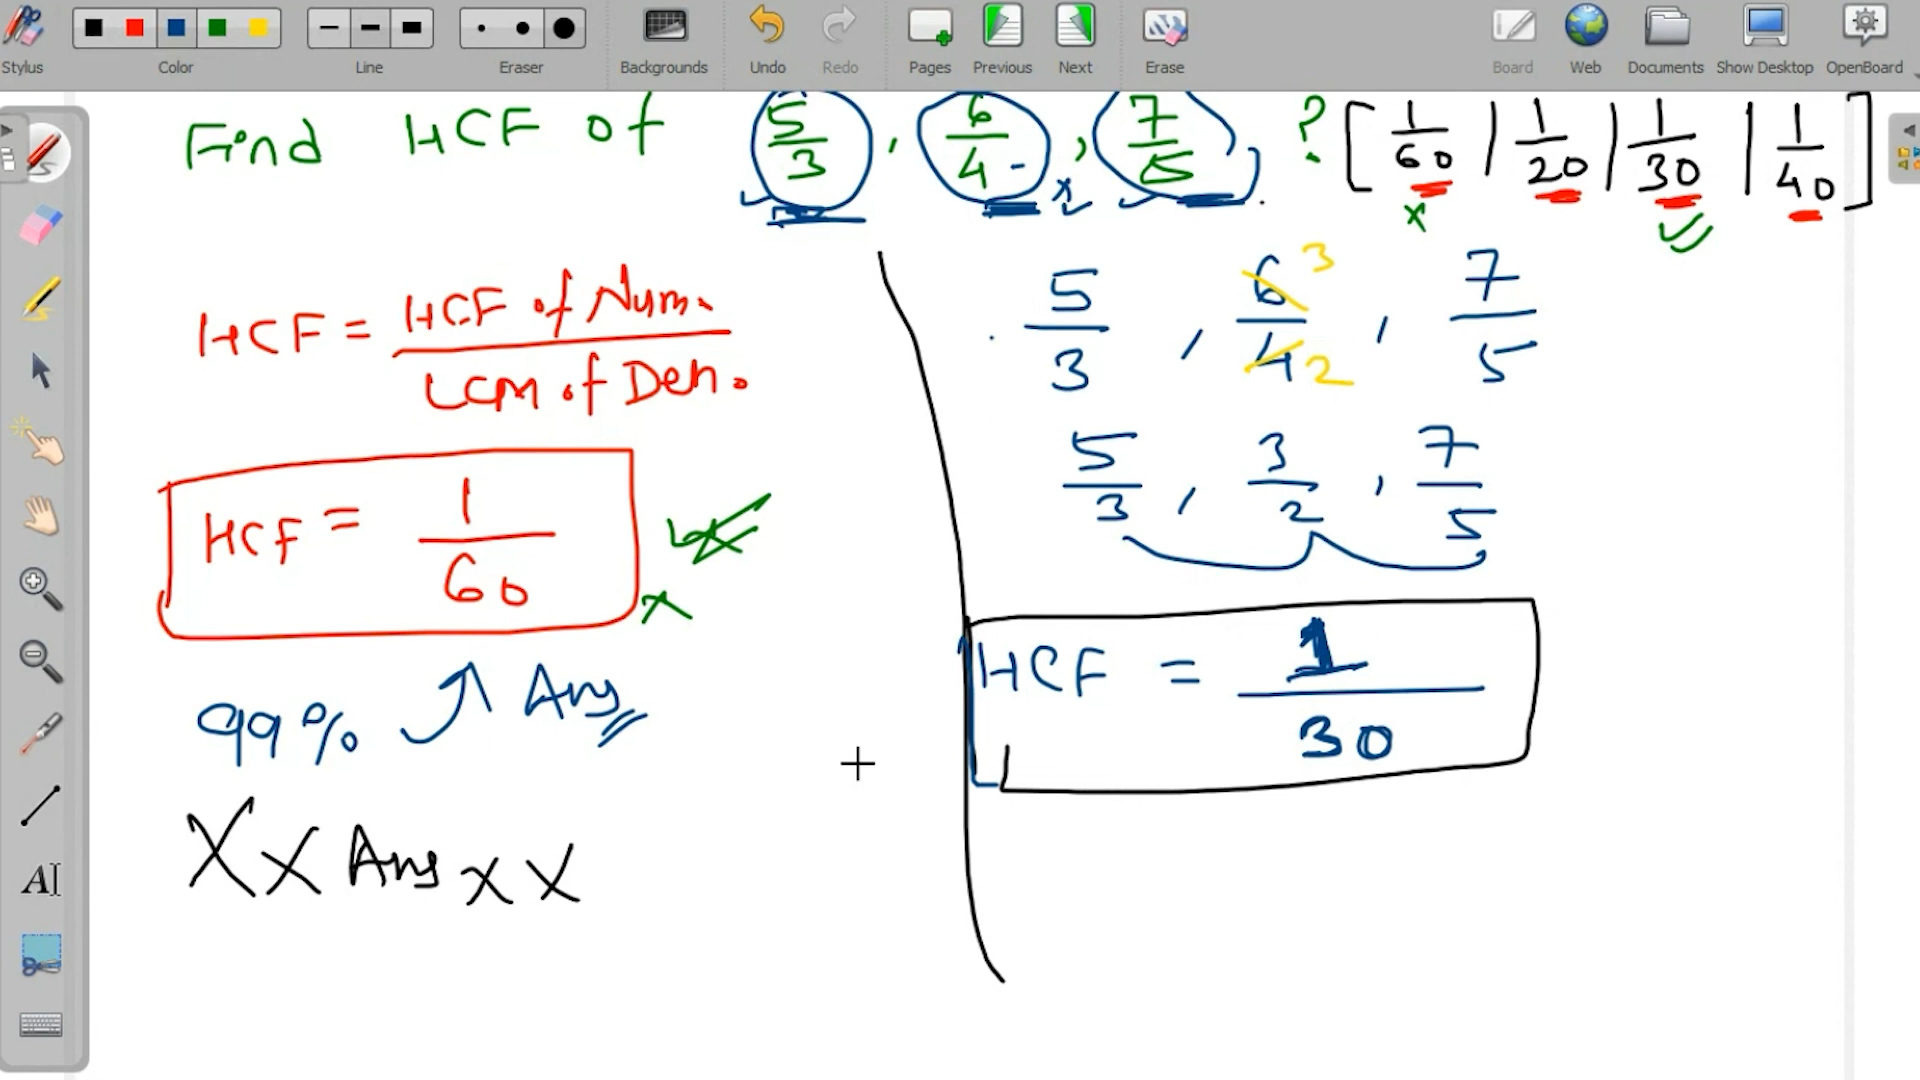 Stylus Color Line Eraser Backgrounds Undo Redo Pages Previous Next Erase Board Web Documents Show Desktop OpenBoard
Find HCF of 5/3 , 6/4 , 7/5 ? [ 1/60 | 1/20 | 1/30 | 1/40 ]
HCF = HCF of Num. / LCM of Den.
HCF = 1/60
99% Ans
X X Ans X X
5/3 , 6/4 3 2 , 7/5
5/3 , 3/2 , 7/5
HCF = 1/30